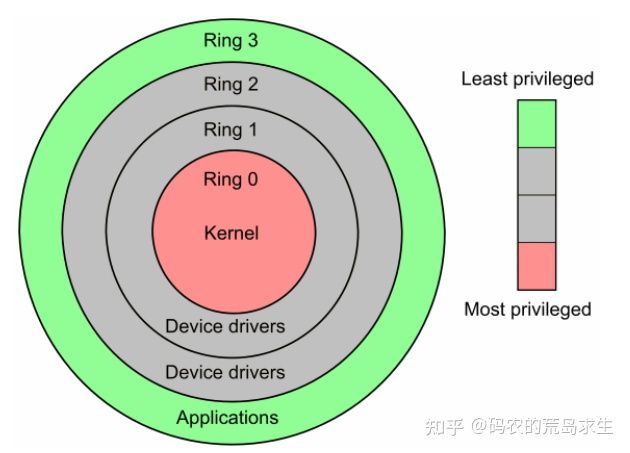 Ring 3
Ring 2
Ring 1
Ring 0
Kernel
Device drivers
Device drivers
Applications
Least privileged
Most privileged
知乎 @码农的荒岛求生